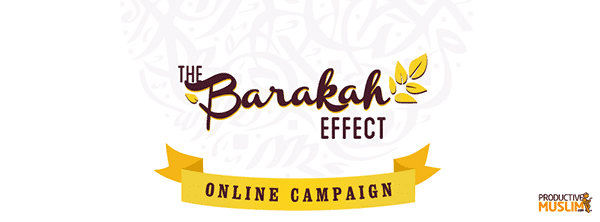 THE
Barakah
EFFECT
ONLINE CAMPAIGN
PRODUCTIVE
MUSLIM